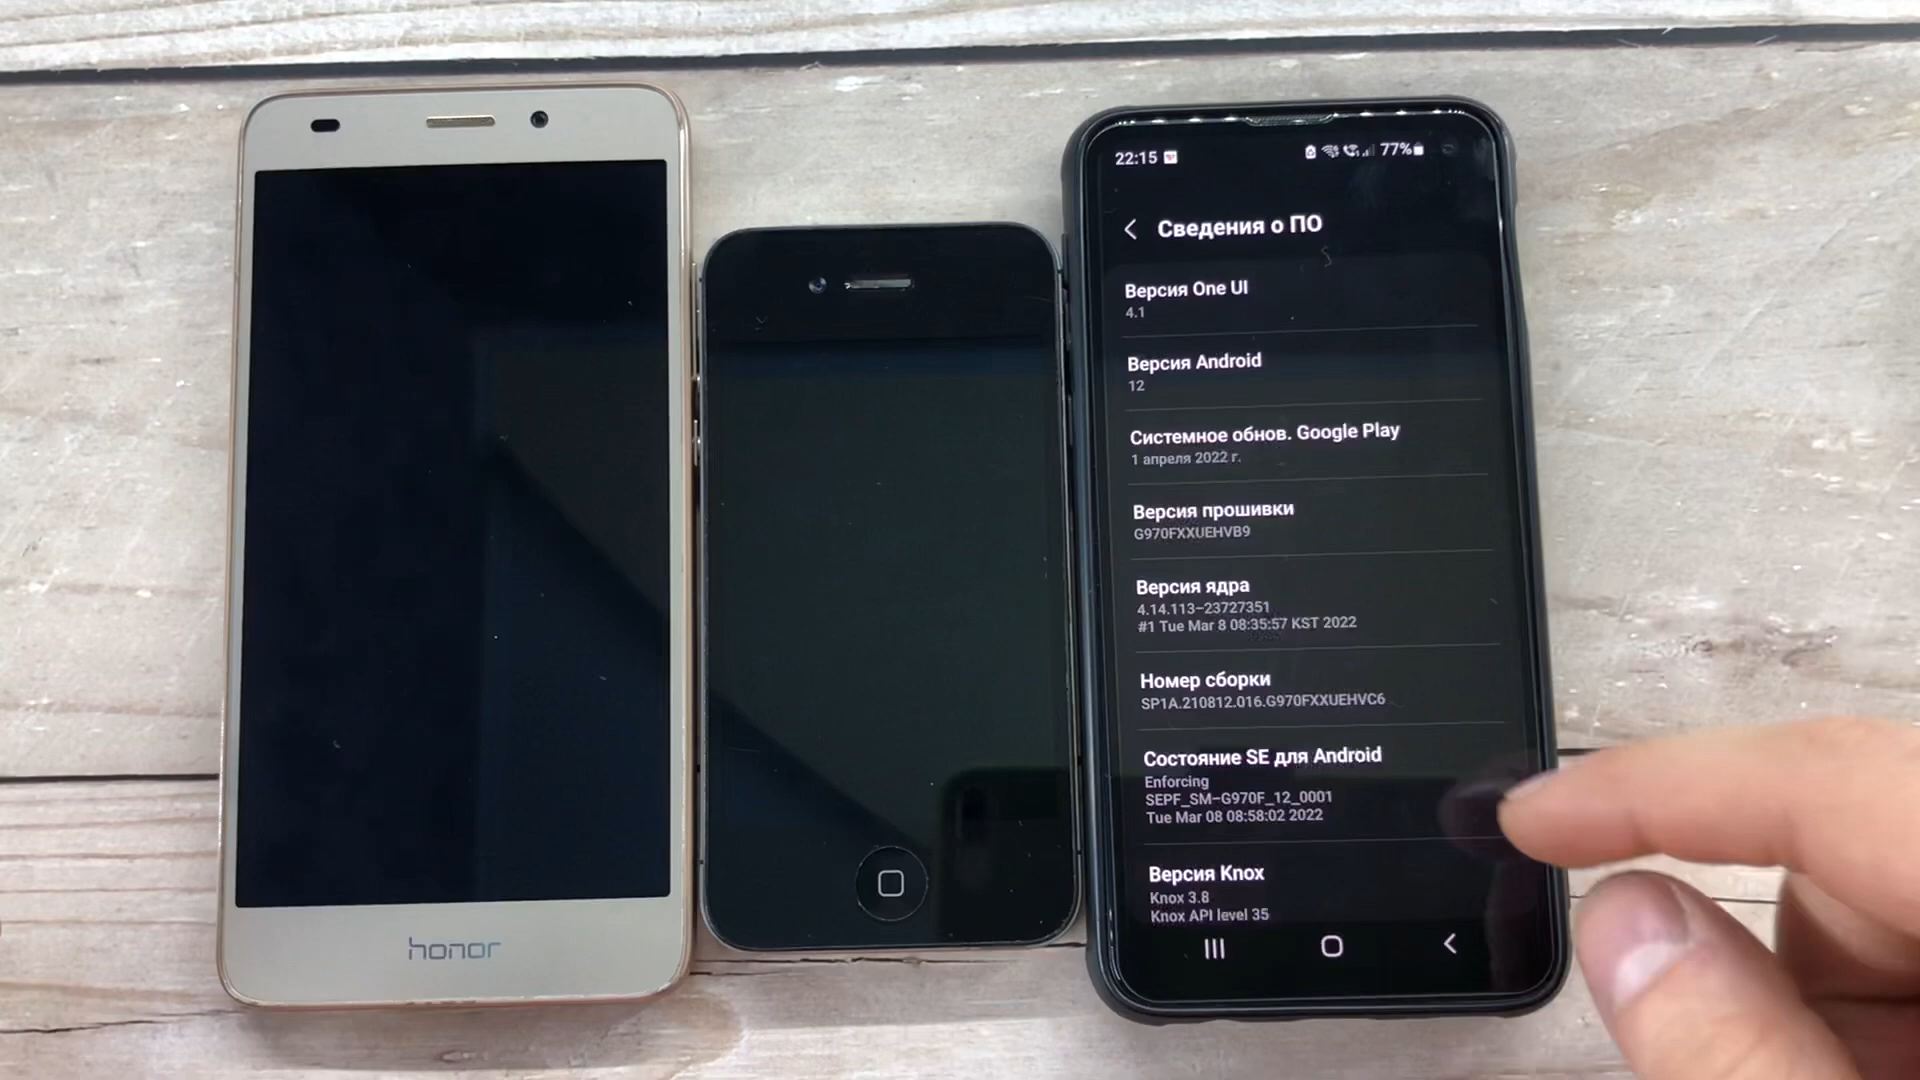 honor
22:15 77%
Сведения о ПО
Версия One UI
4.1
Версия Android
12
Системное обнов. Google Play
1 апреля 2022 г.
Версия прошивки
G970FXXUEHVB9
Версия ядра
4.14.113-23727351
#1 Tue Mar 8 08:35:57 KST 2022
Номер сборки
SP1A.210812.016.G970FXXUEHVC6
Состояние SE для Android
Enforcing
SEPF_SM-G970F_12_0001
Tue Mar 08 08:58:02 2022
Версия Knox
Knox 3.8
Knox API level 35